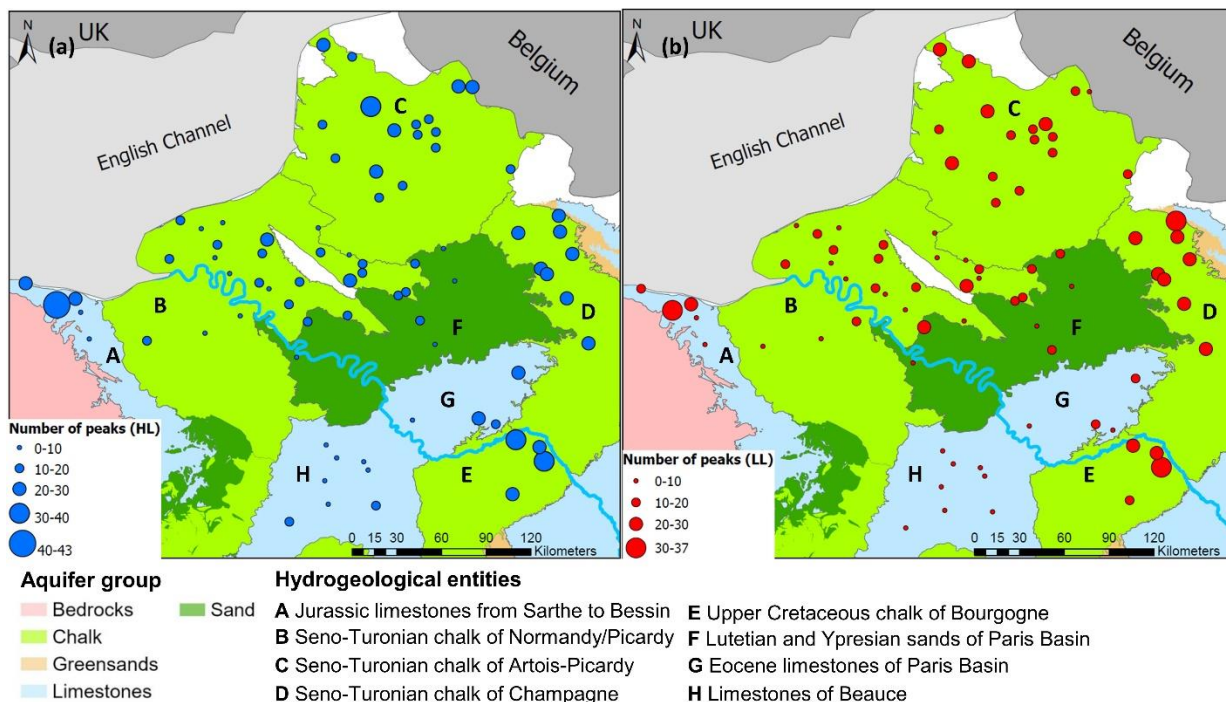 N
(a)
UK
Belgium
English Channel
C
B
A
D
F
G
H
E
Number of peaks (HL)
0-10
10-20
20-30
30-40
40-43
0 15 30 60 90 120
Kilometers
N
(b)
UK
Belgium
English Channel
C
B
A
D
F
G
H
E
Number of peaks (LL)
0-10
10-20
20-30
30-37
0 15 30 60 90 120
Kilometers
Aquifer group
Bedrocks
Chalk
Greensands
Limestones
Sand
Hydrogeological entities
A Jurassic limestones from Sarthe to Bessin
B Seno-Turonian chalk of Normandy/Picardy
C Seno-Turonian chalk of Artois-Picardy
D Seno-Turonian chalk of Champagne
E Upper Cretaceous chalk of Bourgogne
F Lutetian and Ypresian sands of Paris Basin
G Eocene limestones of Paris Basin
H Limestones of Beauce